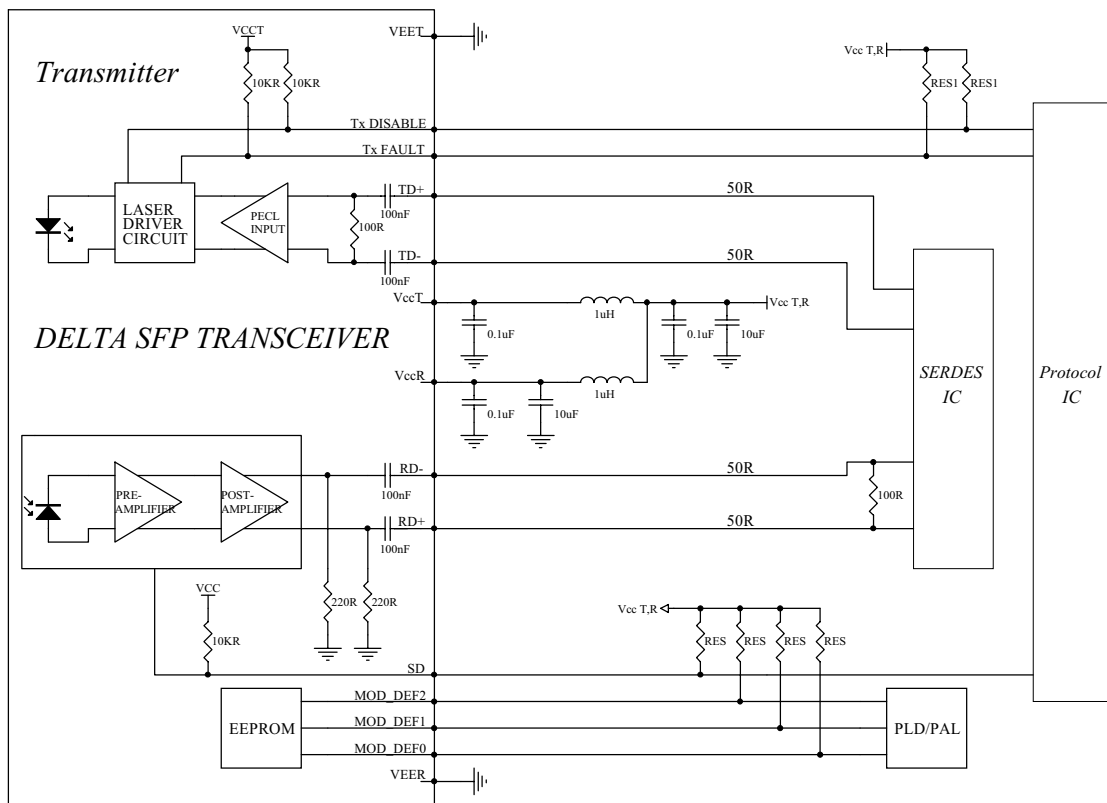 VCCT
VEET
Transmitter
10KR
10KR
Vcc T,R
RES1
RES1
Tx DISABLE
Tx FAULT
LASER
DRIVER
CIRCUIT
PECL
INPUT
100R
TD+
100nF
50R
TD-
100nF
50R
VccT
1uH
Vcc T,R
0.1uF
0.1uF
10uF
DELTA SFP TRANSCEIVER
VccR
1uH
0.1uF
10uF
SERDES
IC
Protocol
IC
PRE-
AMPLIFIER
POST-
AMPLIFIER
RD-
100nF
50R
100R
RD+
100nF
50R
VCC
10KR
220R
220R
Vcc T,R
RES
RES
RES
RES
SD
EEPROM
MOD_DEF2
MOD_DEF1
MOD_DEF0
PLD/PAL
VEER